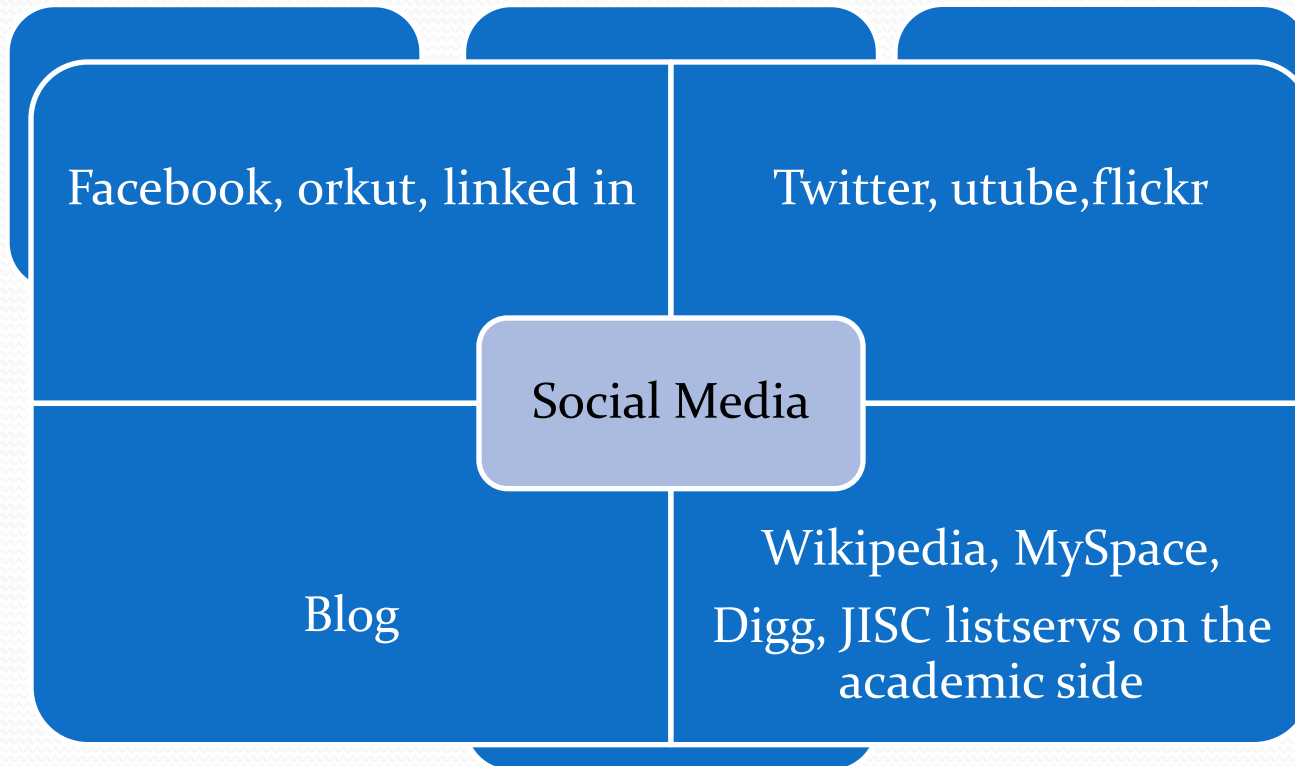 Facebook, orkut, linked in
Twitter, utube,flickr
Social Media
Blog
Wikipedia, MySpace,
Digg, JISC listservs on the
academic side